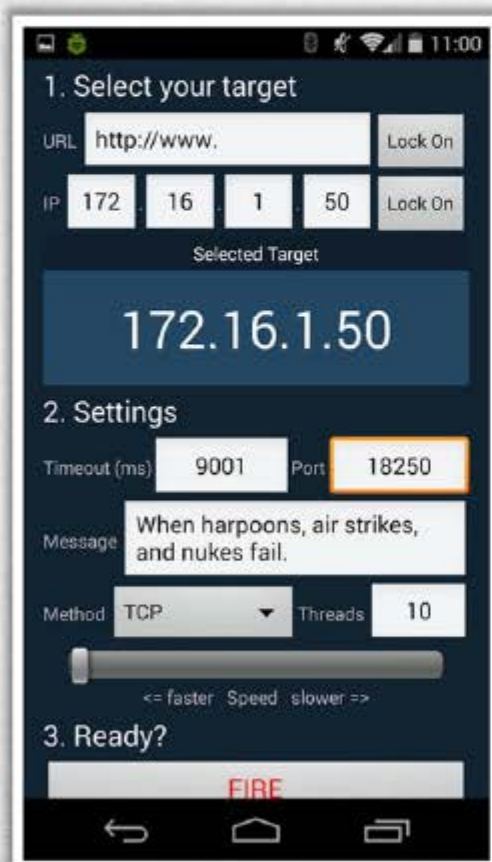 11:00
1. Select your target
URL http://www. Lock On
IP 172 . 16 . 1 . 50 Lock On
Selected Target
172.16.1.50
2. Settings
Timeout (ms) 9001 Port 18250
Message When harpoons, air strikes,
and nukes fail.
Method TCP Threads 10
<= faster Speed slower =>
3. Ready?
FIRE